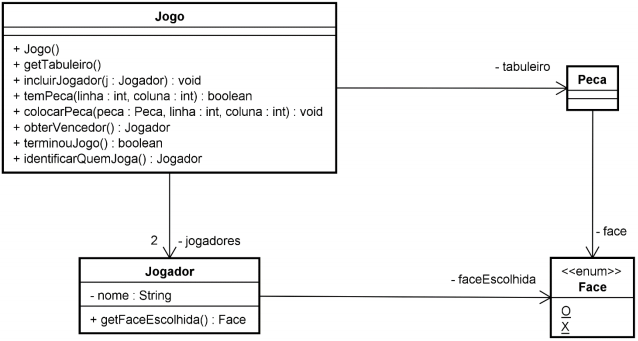 Jogo
+ Jogo()
+ getTabuleiro()
+ incluirJogador(j : Jogador) : void
+ temPeca(linha : int, coluna : int) : boolean
+ colocarPeca(peca : Peca, linha : int, coluna : int) : void
+ obterVencedor() : Jogador
+ terminouJogo() : boolean
+ identificarQuemJoga() : Jogador
- tabuleiro
Peca
2
- jogadores
- face
Jogador
- nome : String
+ getFaceEscolhida() : Face
- faceEscolhida
<<enum>>
Face
O
X